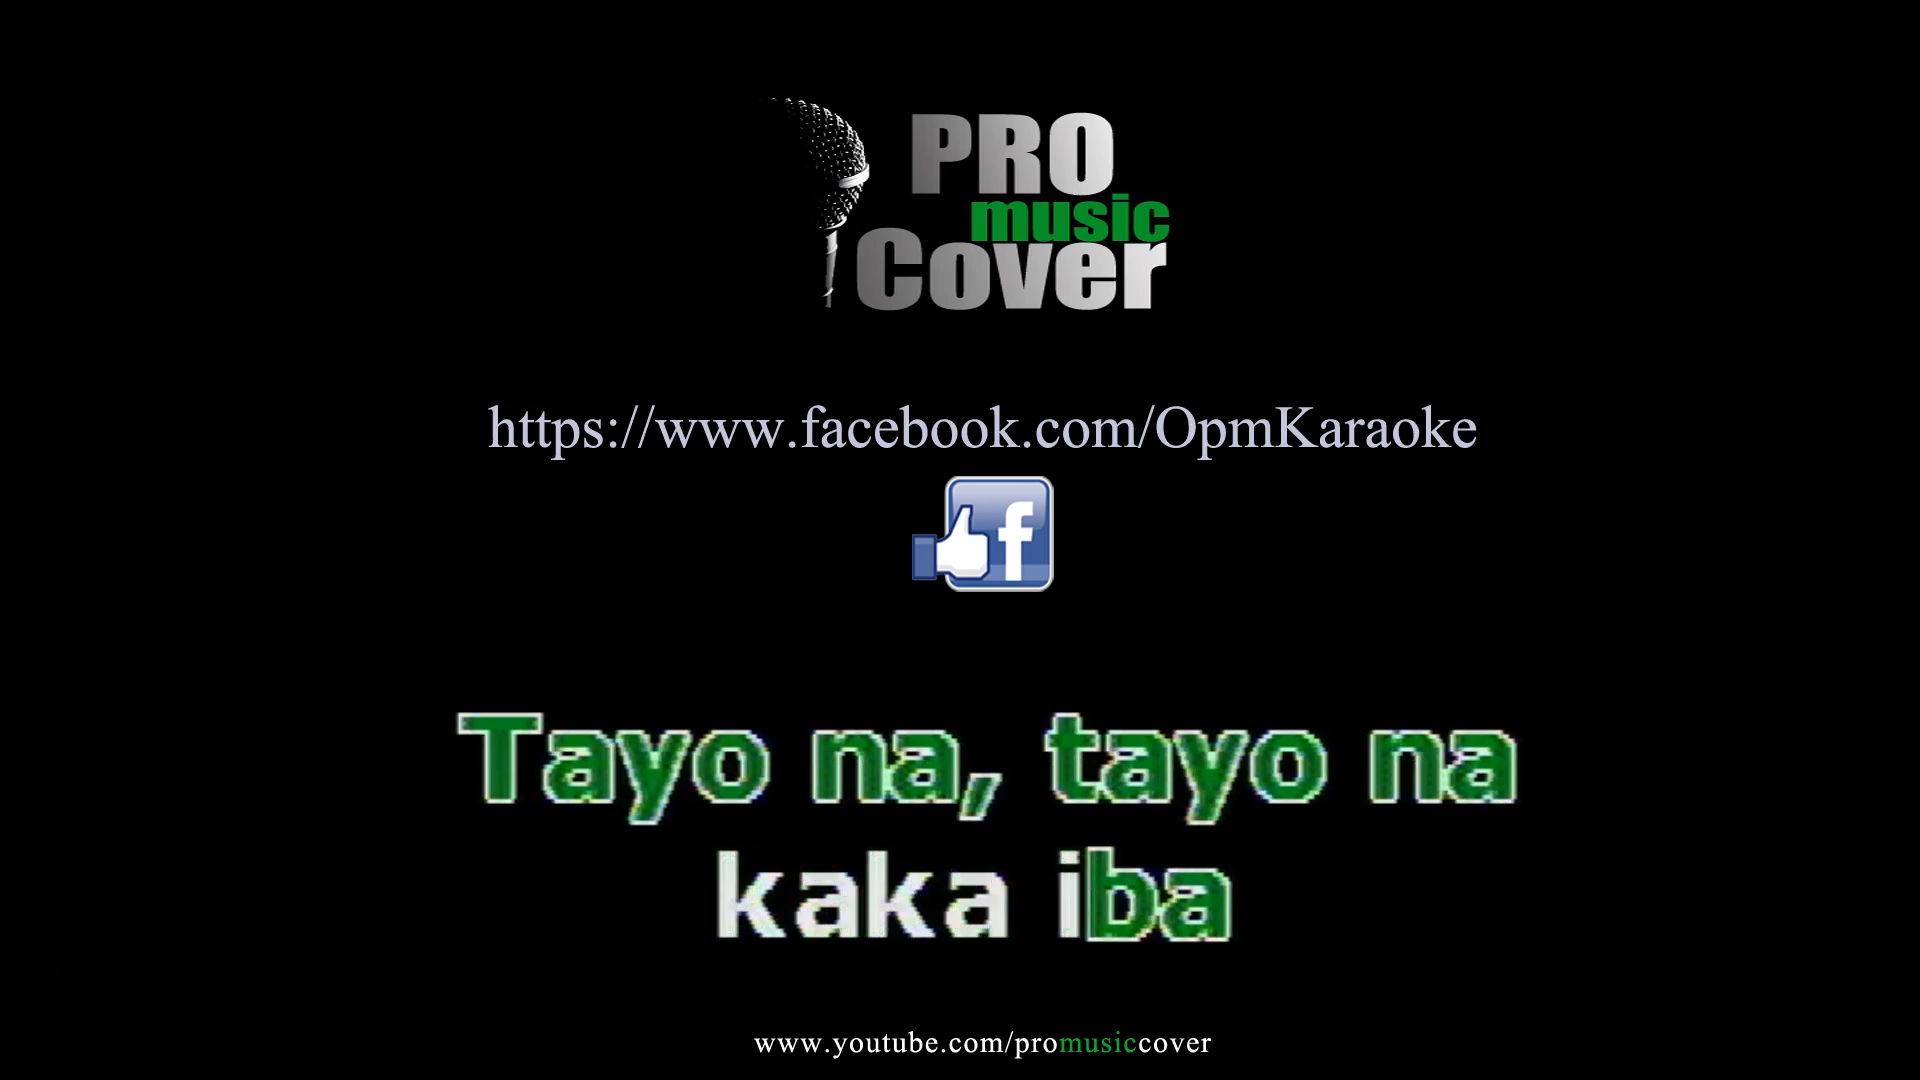 PRO
music
Cover
https://www.facebook.com/OpmKaraoke
f
Tayo na, tayo na
kaka iba
www.youtube.com/promusiccover